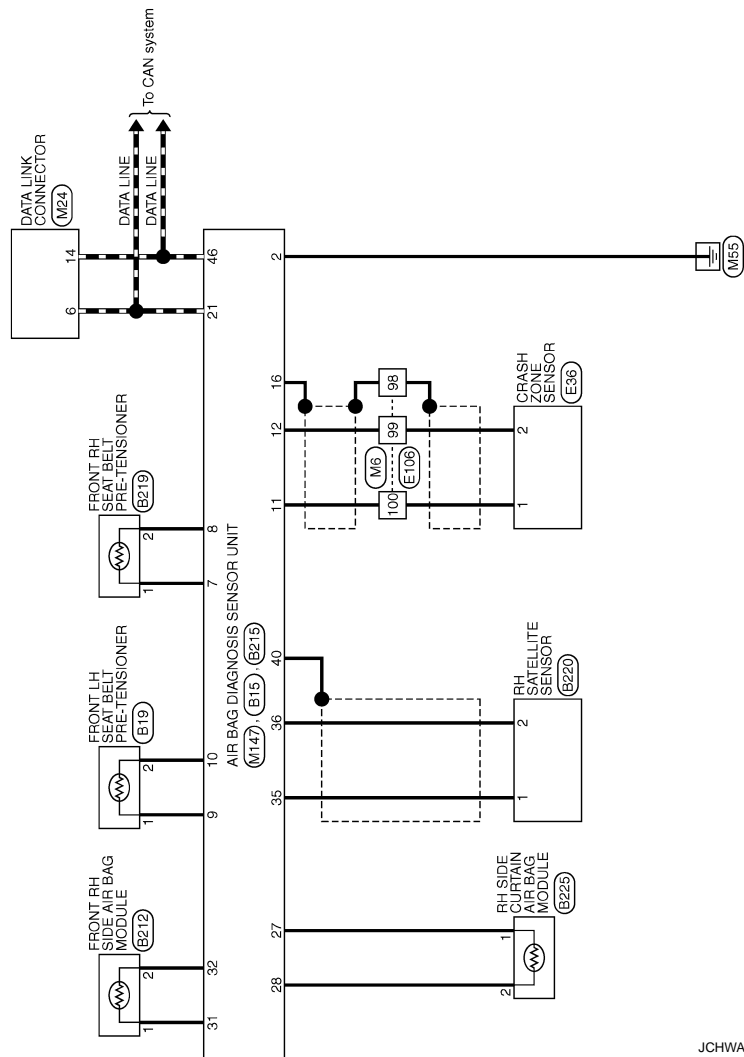 DATA LINK
CONNECTOR
M24
14
6
DATA LINE
DATA LINE
To CAN system
46
21
2
M55
FRONT RH
SEAT BELT
PRE-TENSIONER
B219
2
1
8
7
FRONT LH
SEAT BELT
PRE-TENSIONER
B19
2
1
10
9
FRONT RH
SIDE AIR BAG
MODULE
B212
2
1
32
31
AIR BAG DIAGNOSIS SENSOR UNIT
M147 , B15 , B215
16
12
11
98
99
100
M6
E106
2
1
CRASH
ZONE
SENSOR
E36
40
36
35
2
1
RH
SATELLITE
SENSOR
B220
27
28
1
2
RH SIDE
CURTAIN
AIR BAG
MODULE
B225
JCHWA